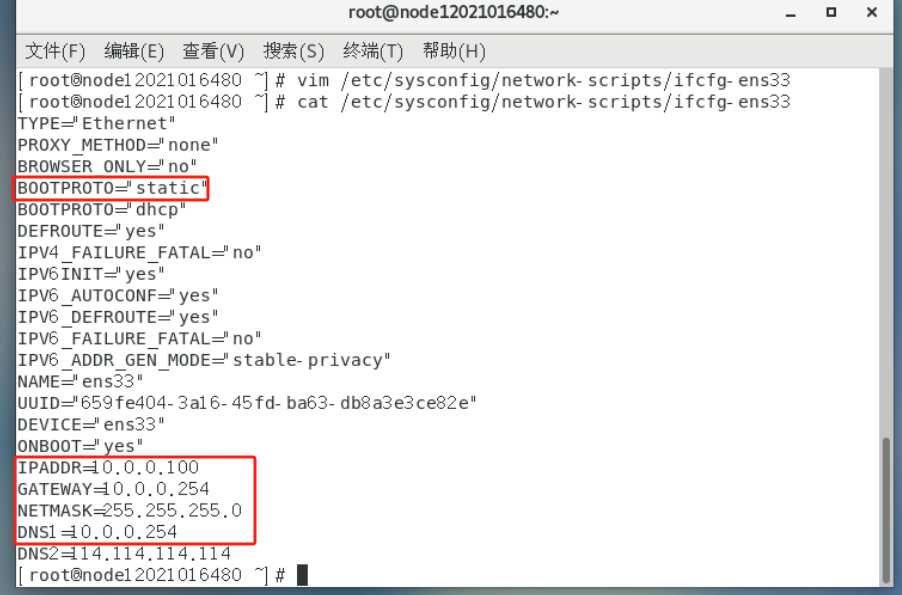 root@node12021016480:~
文件(F) 编辑(E) 查看(V) 搜索(S) 终端(T) 帮助(H)
[root@node12021016480 ~]# vim /etc/sysconfig/network-scripts/ifcfg-ens33
[root@node12021016480 ~]# cat /etc/sysconfig/network-scripts/ifcfg-ens33
TYPE="Ethernet"
PROXY_METHOD="none"
BROWSER_ONLY="no"
BOOTPROTO="static"
BOOTPROTO="dhcp"
DEFROUTE="yes"
IPV4_FAILURE_FATAL="no"
IPV6INIT="yes"
IPV6_AUTOCONF="yes"
IPV6_DEFROUTE="yes"
IPV6_FAILURE_FATAL="no"
IPV6_ADDR_GEN_MODE="stable-privacy"
NAME="ens33"
UUID="659fe404-3a16-45fd-ba63-db8a3e3ce82e"
DEVICE="ens33"
ONBOOT="yes"
IPADDR=10.0.0.100
GATEWAY=10.0.0.254
NETMASK=255.255.255.0
DNS1=10.0.0.254
DNS2=114.114.114.114
[root@node12021016480 ~]#